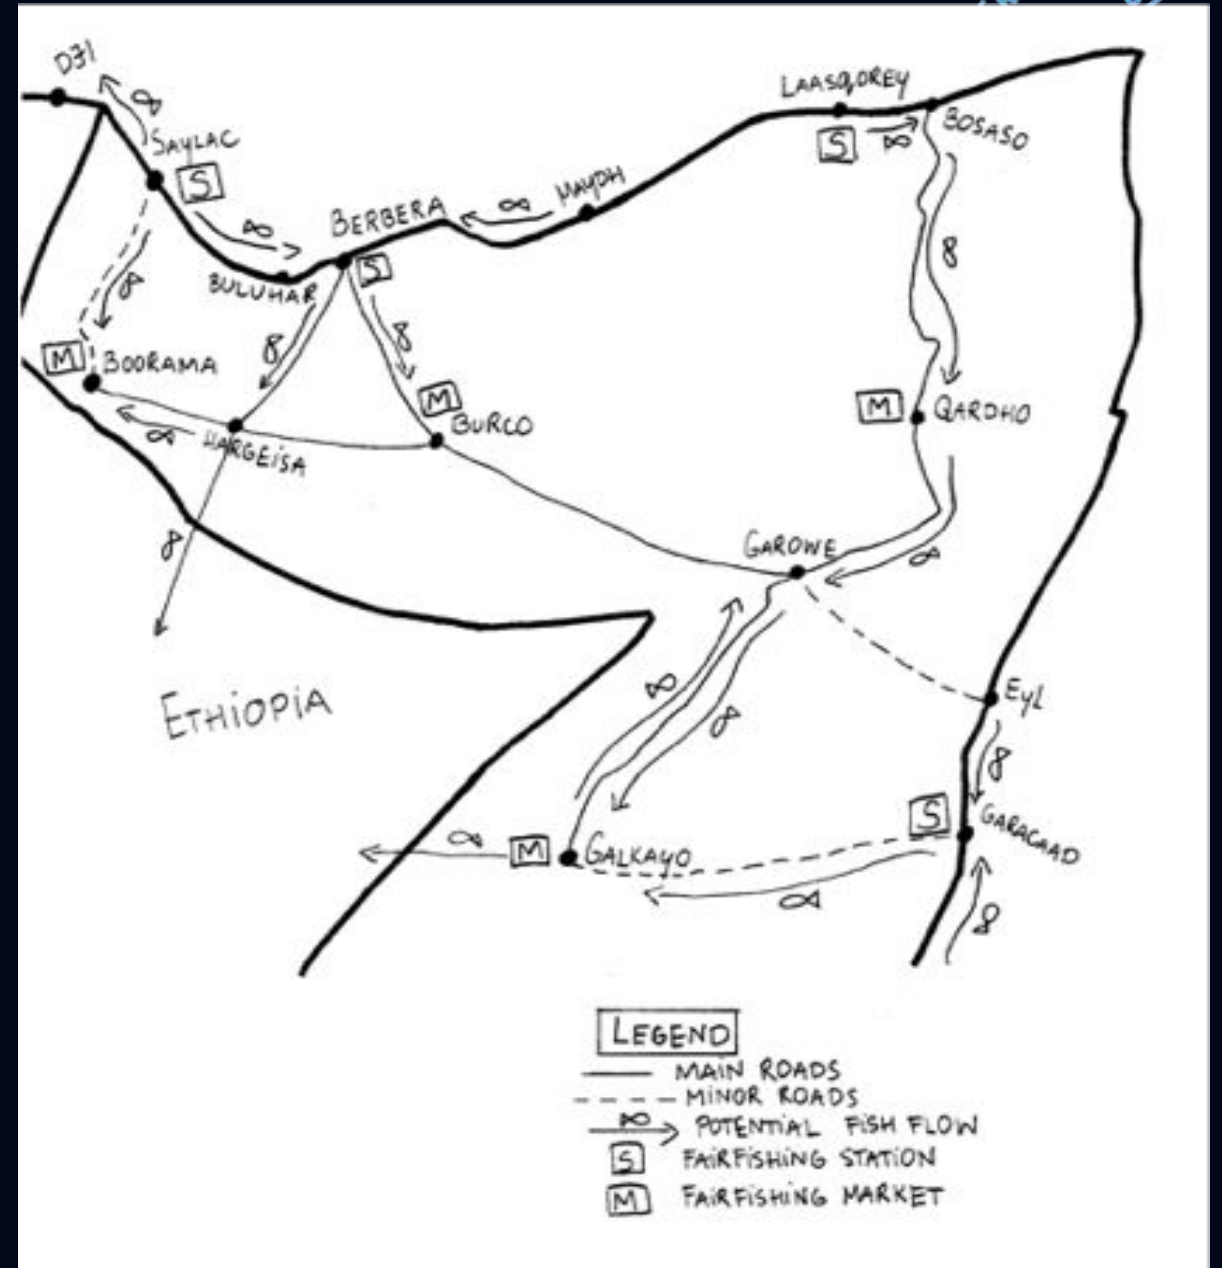 DJI
LAASQOREY
BOSASO
SAYLAC
S
S
MAYDH
BERBERA
S
BULUHAR
M
BOORAMA
M
BURCO
M
QARDHO
HARGEISA
GAROWE
EYL
ETHIOPIA
S
GARACAAD
M
GALKAYO
LEGEND
MAIN ROADS
MINOR ROADS
POTENTIAL FISH FLOW
S FAIRFISHING STATION
M FAIRFISHING MARKET